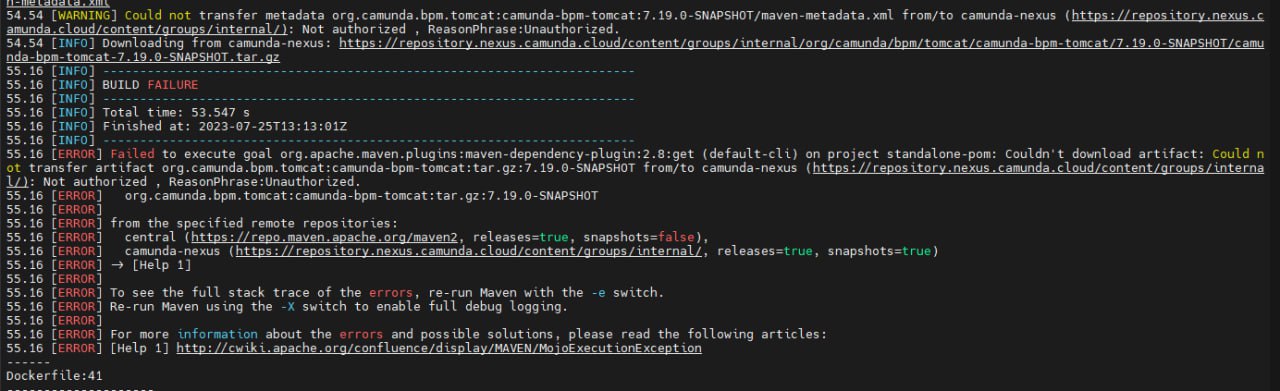 n-metadata.xml
54.54 [WARNING] Could not transfer metadata org.camunda.bpm.tomcat:camunda-bpm-tomcat:7.19.0-SNAPSHOT/maven-metadata.xml from/to camunda-nexus (https://repository.nexus.c
amunda.cloud/content/groups/internal/): Not authorized , ReasonPhrase:Unauthorized.
54.54 [INFO] Downloading from camunda-nexus: https://repository.nexus.camunda.cloud/content/groups/internal/org/camunda/bpm/tomcat/camunda-bpm-tomcat/7.19.0-SNAPSHOT/camu
nda-bpm-tomcat-7.19.0-SNAPSHOT.tar.gz
55.16 [INFO] ------------------------------------------------------------------------
55.16 [INFO] BUILD FAILURE
55.16 [INFO] ------------------------------------------------------------------------
55.16 [INFO] Total time: 53.547 s
55.16 [INFO] Finished at: 2023-07-25T13:13:01Z
55.16 [INFO] ------------------------------------------------------------------------
55.16 [ERROR] Failed to execute goal org.apache.maven.plugins:maven-dependency-plugin:2.8:get (default-cli) on project standalone-pom: Couldn't download artifact: Could n
ot transfer artifact org.camunda.bpm.tomcat:camunda-bpm-tomcat:tar.gz:7.19.0-SNAPSHOT from/to camunda-nexus (https://repository.nexus.camunda.cloud/content/groups/interna
l/): Not authorized , ReasonPhrase:Unauthorized.
55.16 [ERROR]   org.camunda.bpm.tomcat:camunda-bpm-tomcat:tar.gz:7.19.0-SNAPSHOT
55.16 [ERROR]
55.16 [ERROR] from the specified remote repositories:
55.16 [ERROR]   central (https://repo.maven.apache.org/maven2, releases=true, snapshots=false),
55.16 [ERROR]   camunda-nexus (https://repository.nexus.camunda.cloud/content/groups/internal/, releases=true, snapshots=true)
55.16 [ERROR] → [Help 1]
55.16 [ERROR]
55.16 [ERROR] To see the full stack trace of the errors, re-run Maven with the -e switch.
55.16 [ERROR] Re-run Maven using the -X switch to enable full debug logging.
55.16 [ERROR]
55.16 [ERROR] For more information about the errors and possible solutions, please read the following articles:
55.16 [ERROR] [Help 1] http://cwiki.apache.org/confluence/display/MAVEN/MojoExecutionException
------
Dockerfile:41
--------------------